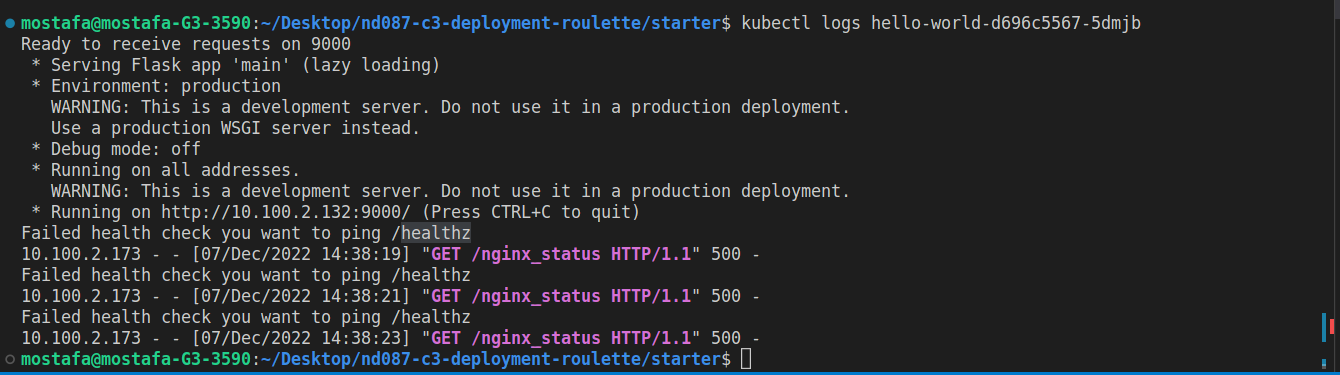 mostafa@mostafa-G3-3590:~/Desktop/nd087-c3-deployment-roulette/starter$ kubectl logs hello-world-d696c5567-5dmjb
Ready to receive requests on 9000
 * Serving Flask app 'main' (lazy loading)
 * Environment: production
   WARNING: This is a development server. Do not use it in a production deployment.
   Use a production WSGI server instead.
 * Debug mode: off
 * Running on all addresses.
   WARNING: This is a development server. Do not use it in a production deployment.
 * Running on http://10.100.2.132:9000/ (Press CTRL+C to quit)
Failed health check you want to ping /healthz
10.100.2.173 - - [07/Dec/2022 14:38:19] "GET /nginx_status HTTP/1.1" 500 -
Failed health check you want to ping /healthz
10.100.2.173 - - [07/Dec/2022 14:38:21] "GET /nginx_status HTTP/1.1" 500 -
Failed health check you want to ping /healthz
10.100.2.173 - - [07/Dec/2022 14:38:23] "GET /nginx_status HTTP/1.1" 500 -
mostafa@mostafa-G3-3590:~/Desktop/nd087-c3-deployment-roulette/starter$